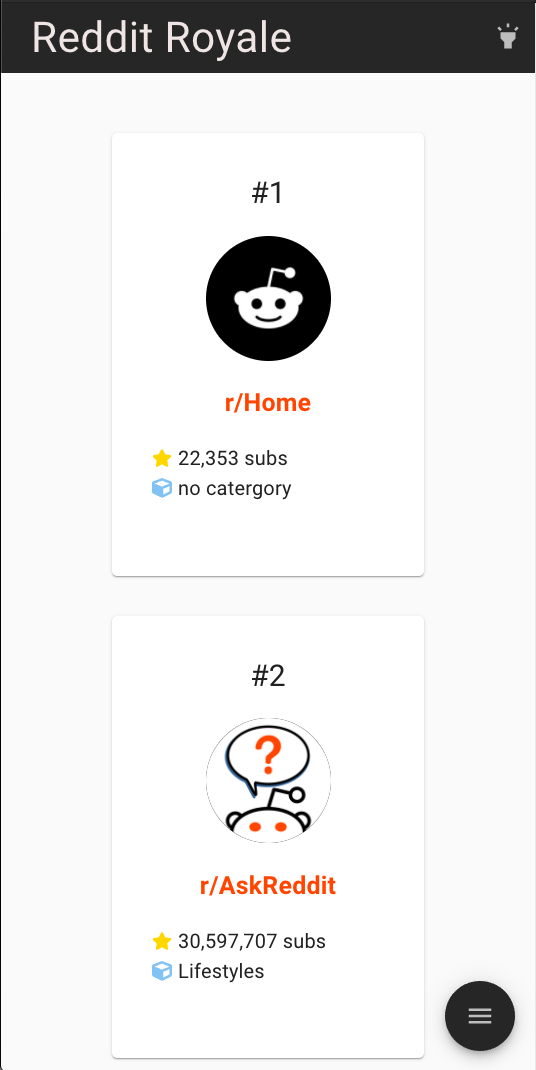 Reddit Royale
#1
r/Home
22,353 subs
no catergory
#2
?
r/AskReddit
30,597,707 subs
Lifestyles